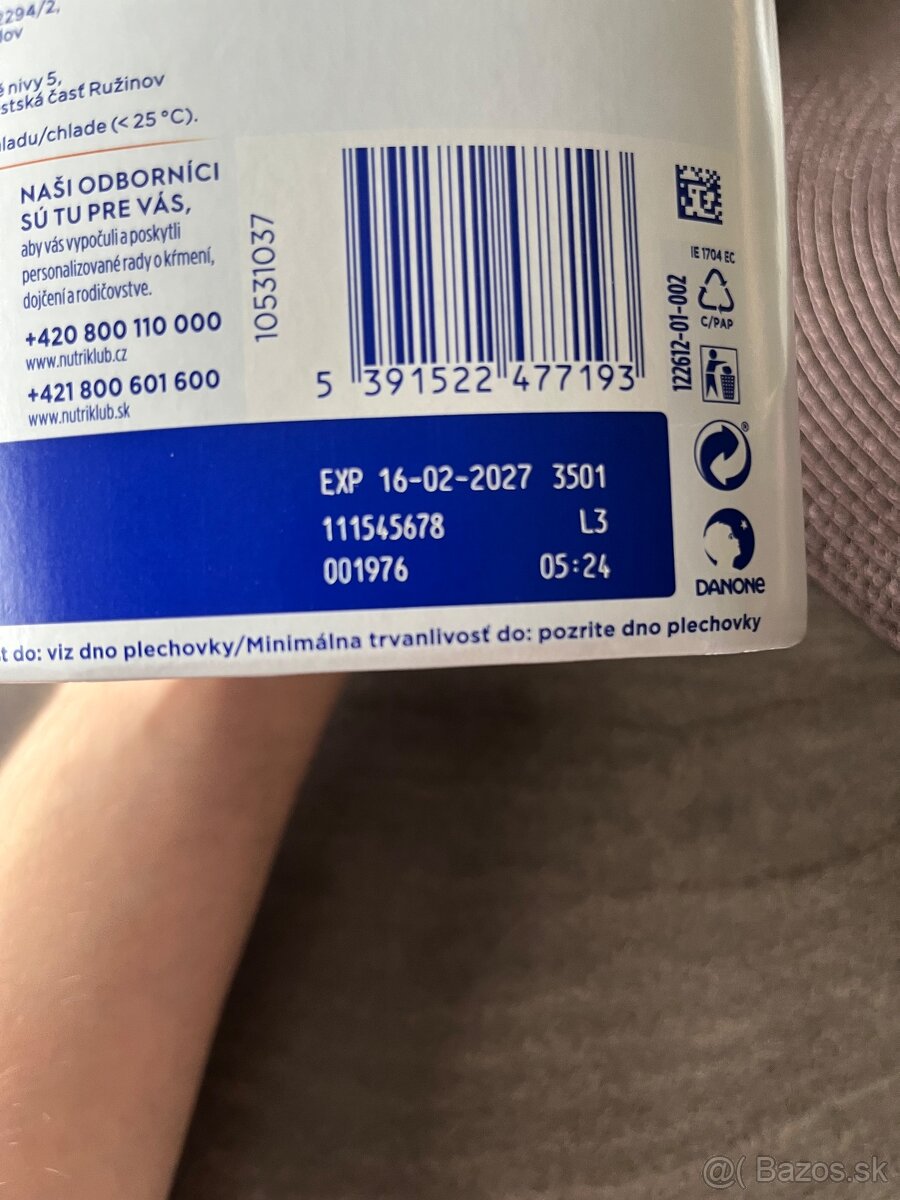 2294/2,
nivy 5,
stská časť Ružinov
ladu/chlade (< 25 °C).
NAŠI ODBORNÍCI
SÚ TU PRE VÁS,
aby vás vypočuli a poskytli
personalizované rady o kŕmení,
dojčení a rodičovstve.
+420 800 110 000
www.nutriklub.cz
+421 800 601 600
www.nutriklub.sk
10531037
5 391522 477193
IE 1704 EC
C/PAP
122612-01-002
EXP 16-02-2027 3501
111545678 L3
001976 05:24
DANONE
t do: viz dno plechovky/Minimálna trvanlivosť do: pozrite dno plechovky
@( Bazos.sk